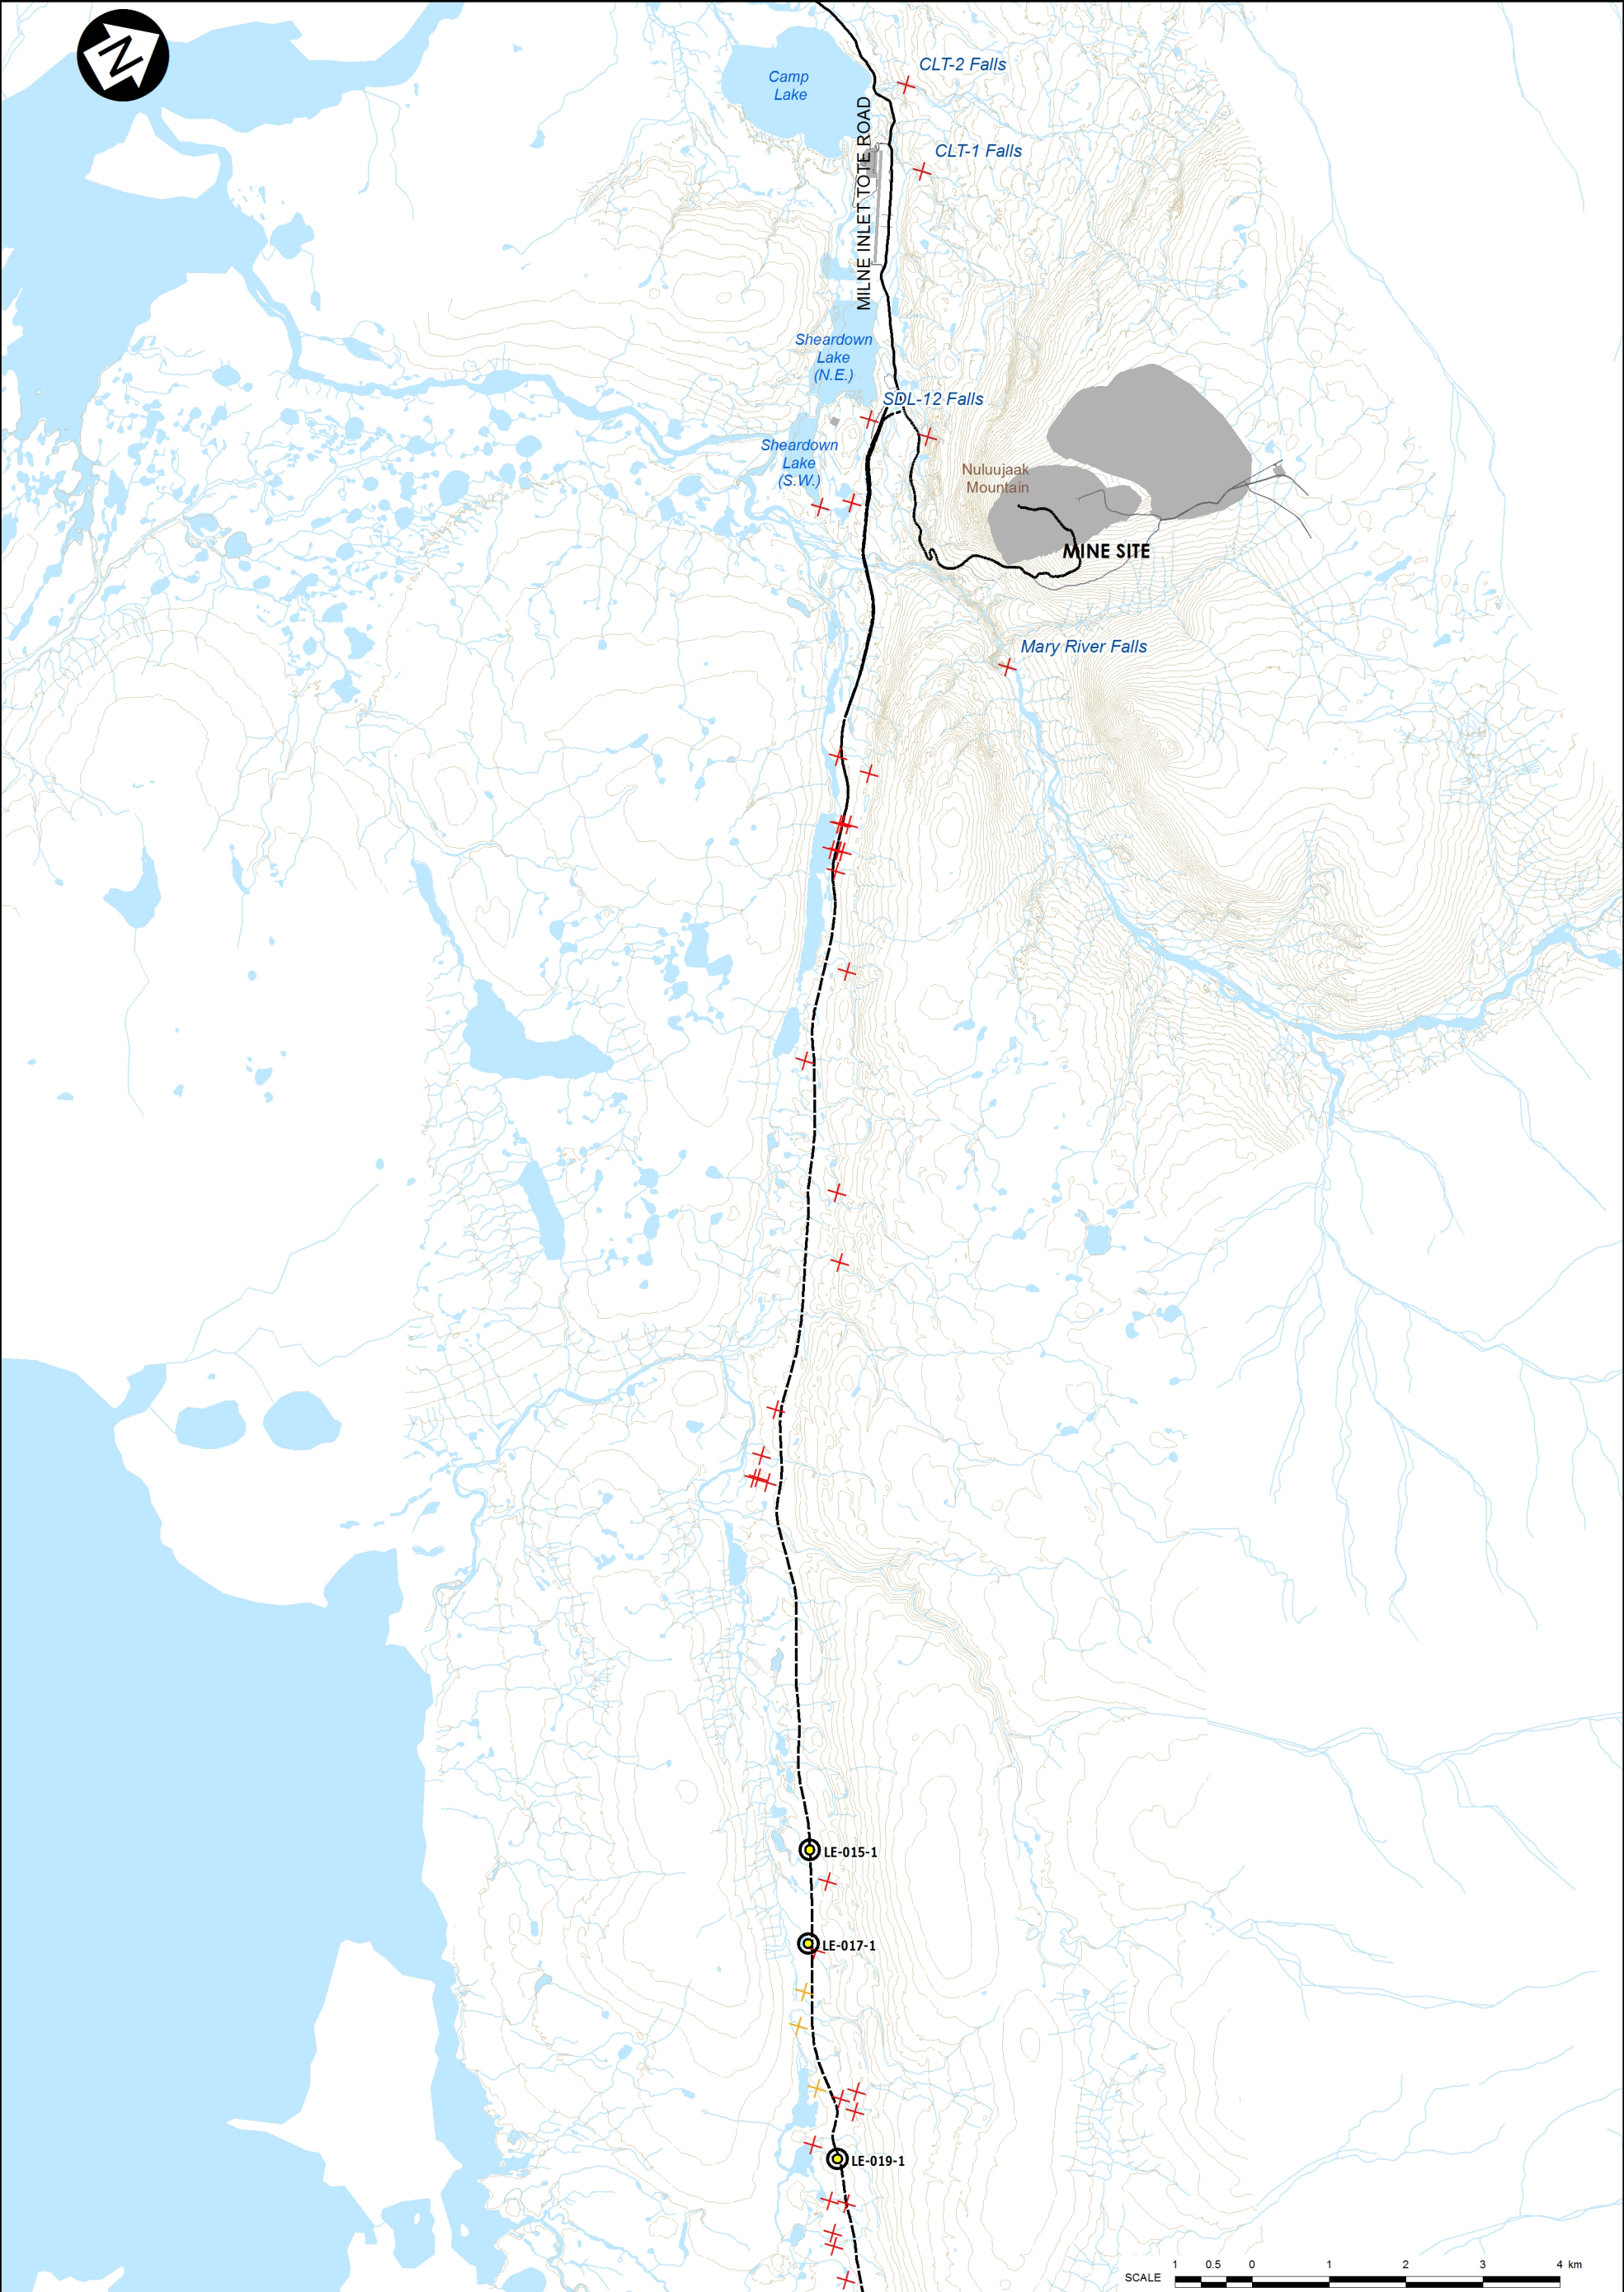 N
CLT-2 Falls
Camp
Lake
CLT-1 Falls
MILNE INLET TOTE ROAD
Sheardown
Lake
(N.E.)
SDL-12 Falls
Sheardown
Lake
(S.W.)
Nuluujaak
Mountain
MINE SITE
Mary River Falls
LE-015-1
LE-017-1
LE-019-1
1 0.5 0 1 2 3 4 km
SCALE